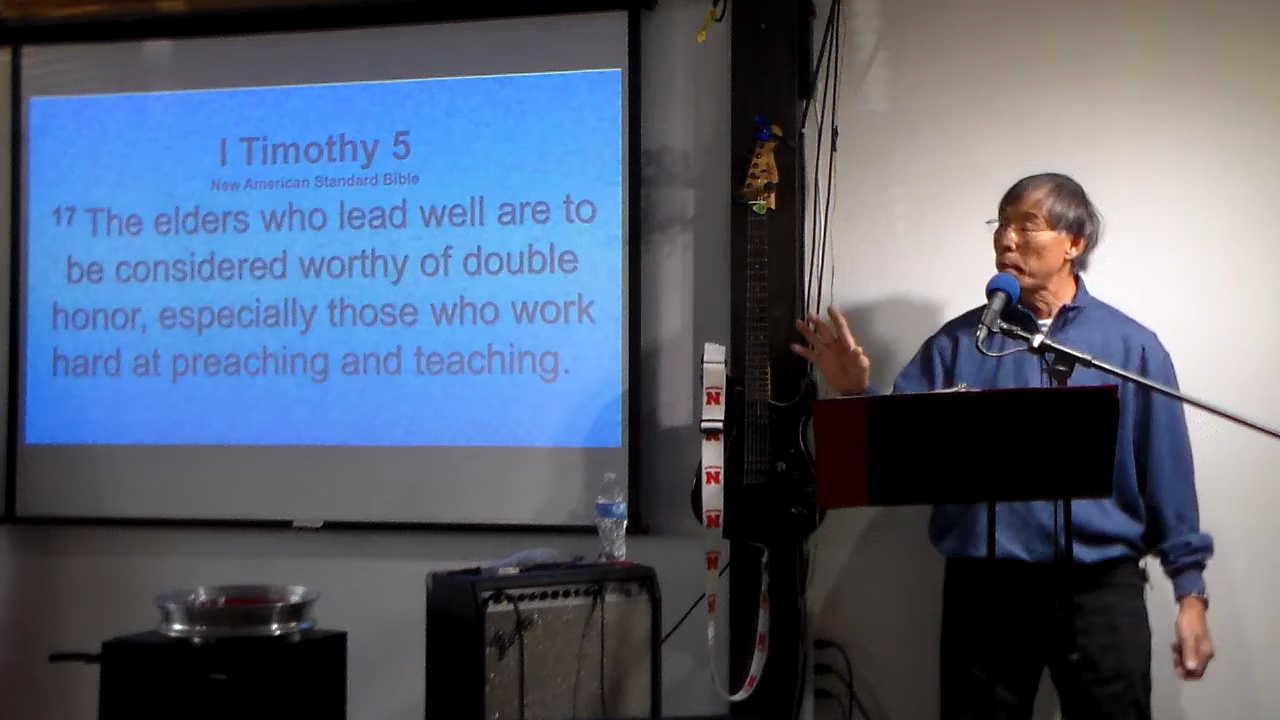 I Timothy 5
New American Standard Bible
17 The elders who lead well are to
be considered worthy of double
honor, especially those who work
hard at preaching and teaching.
N
N
N
N
N
N